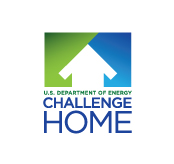 U.S. DEPARTMENT OF ENERGY
CHALLENGE
HOME